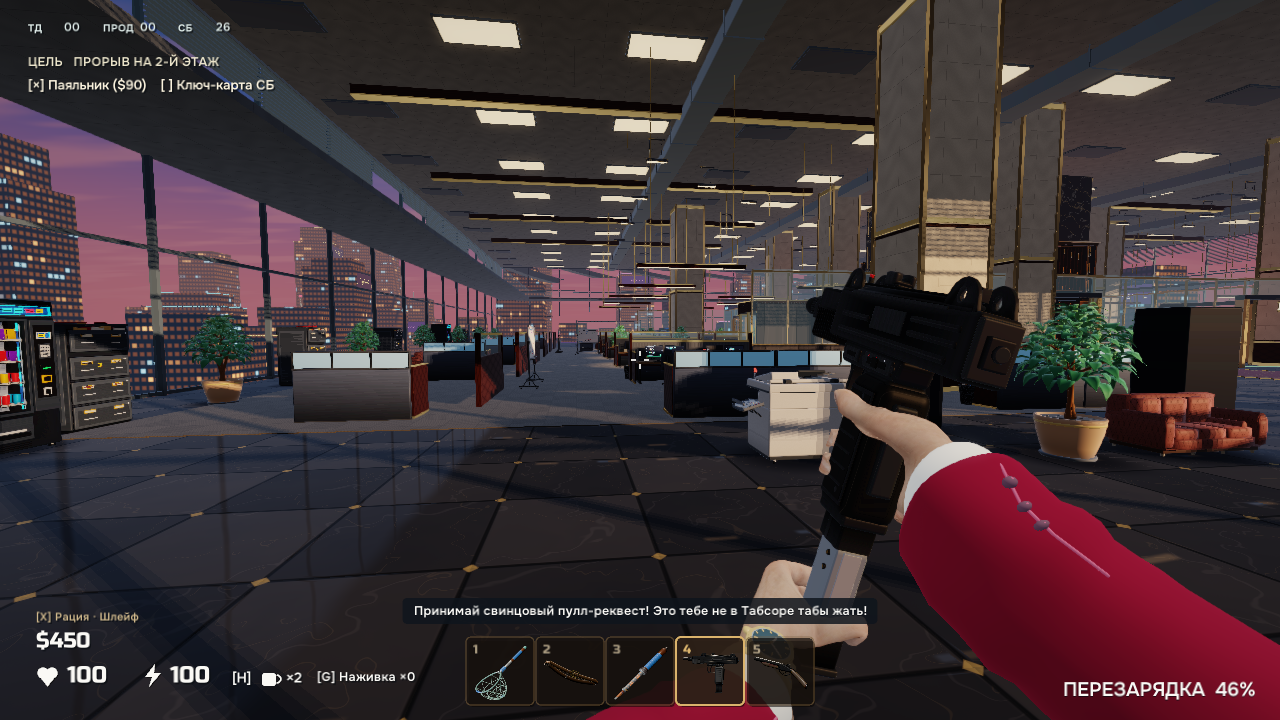 ТД 00 ПРОД 00 СБ 26
ЦЕЛЬ ПРОРЫВ НА 2-Й ЭТАЖ
[×] Паяльник ($90) [ ] Ключ-карта СБ
[X] Рация · Шлейф
$450
100 100 [H] ×2 [G] Наживка ×0
Принимай свинцовый пулл-реквест! Это тебе не в Табсоре табы жать!
1 2 3 4 5
ПЕРЕЗАРЯДКА 46%